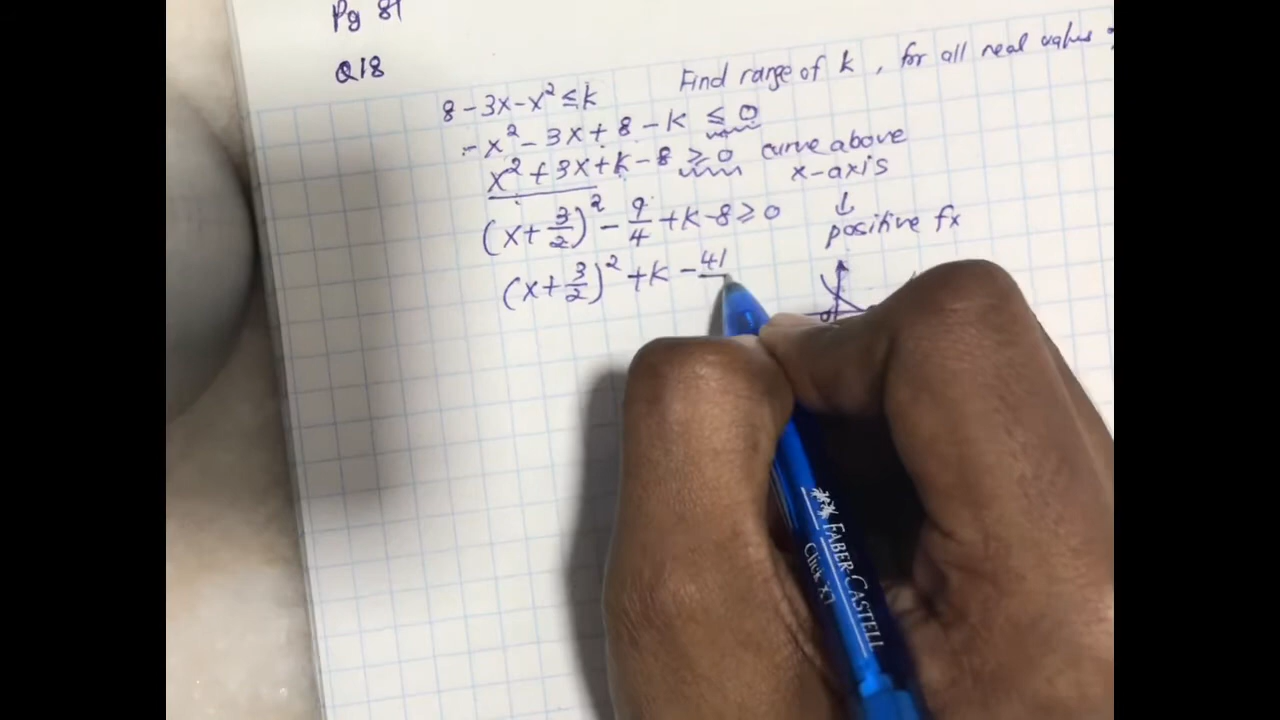 Pg 81
Q18
Find range of k, for all real value
8 - 3x - x² ≤ k
- x² - 3x + 8 - k ≤ 0
x² + 3x + k - 8 ≥ 0 curve above
x-axis
↓
(x + 3/2)² - 9/4 + k - 8 ≥ 0
positive fx
(x + 3/2)² + k - 41
0
FABER-CASTELL
Click X7